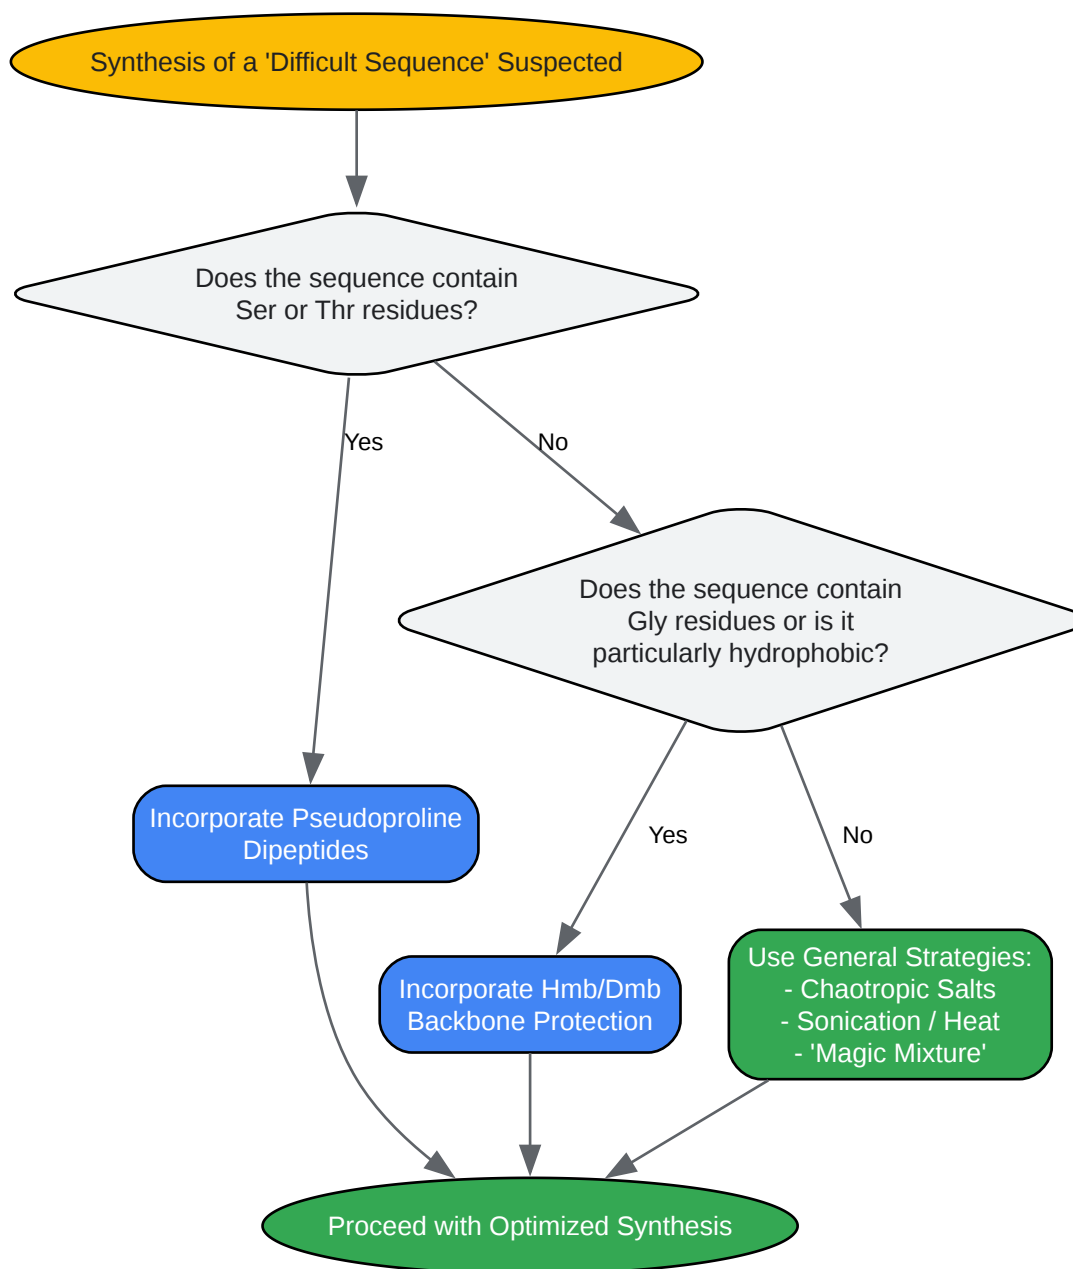 Synthesis of a 'Difficult Sequence' Suspected
Does the sequence contain
Ser or Thr residues?
Yes
No
Does the sequence contain
Gly residues or is it
particularly hydrophobic?
Incorporate Pseudoproline
Dipeptides
Yes
No
Incorporate Hmb/Dmb
Backbone Protection
Use General Strategies:
- Chaotropic Salts
- Sonication / Heat
- 'Magic Mixture'
Proceed with Optimized Synthesis